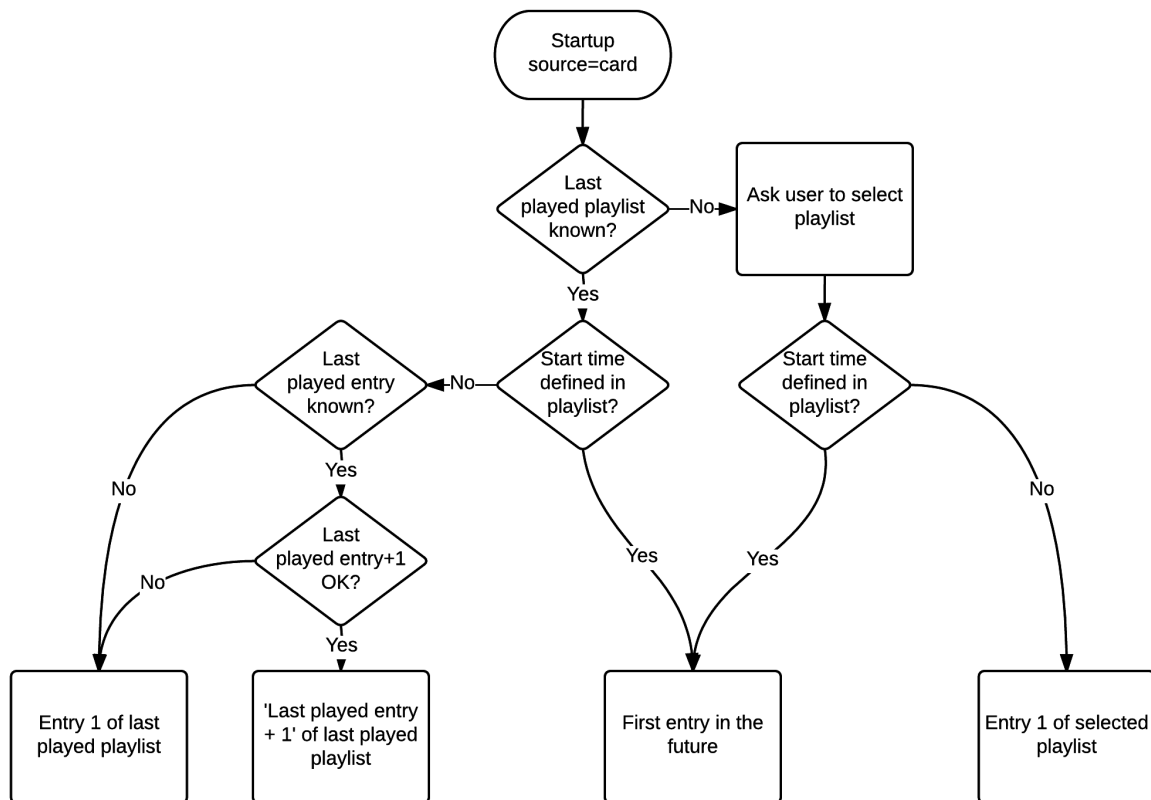 Startup
source=card
Last
played playlist
known?
No
Ask user to select
playlist
Yes
Last
played entry
known?
No
Start time
defined in
playlist?
Start time
defined in
playlist?
Yes
No
No
Last
played entry+1
OK?
Yes
Yes
No
Yes
Entry 1 of last
played playlist
'Last played entry
+ 1' of last played
playlist
First entry in the
future
Entry 1 of selected
playlist